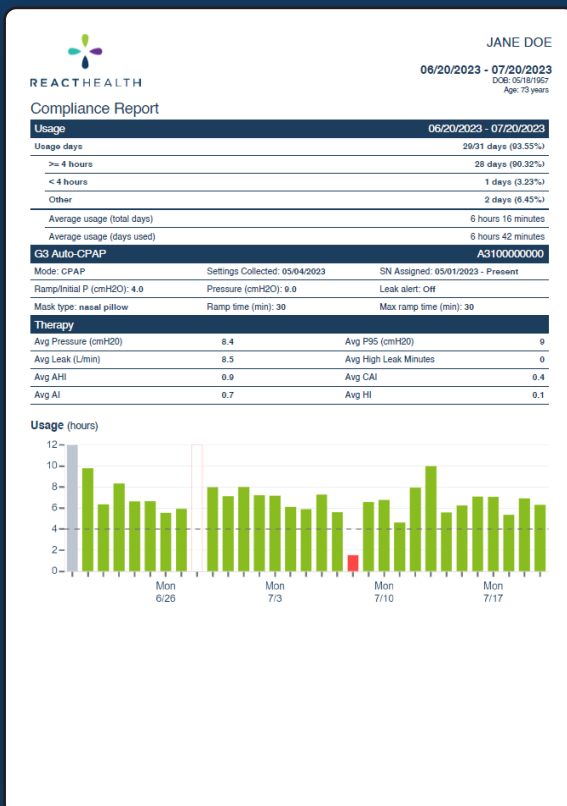 JANE DOE
06/20/2023 - 07/20/2023
DOB: 05/18/1957
Age: 73 years
REACTHEALTH
Compliance Report
Usage 06/20/2023 - 07/20/2023
Usage days 29/31 days (93.55%)
>= 4 hours 28 days (90.32%)
< 4 hours 1 days (3.23%)
Other 2 days (6.45%)
Average usage (total days) 6 hours 16 minutes
Average usage (days used) 6 hours 42 minutes
G3 Auto-CPAP A3100000000
Mode: CPAP Settings Collected: 05/04/2023 SN Assigned: 05/01/2023 - Present
Ramp/Initial P (cmH2O): 4.0 Pressure (cmH2O): 9.0 Leak alert: Off
Mask type: nasal pillow Ramp time (min): 30 Max ramp time (min): 30
Therapy
Avg Pressure (cmH20) 8.4 Avg P95 (cmH20) 9
Avg Leak (L/min) 8.5 Avg High Leak Minutes 0
Avg AHI 0.9 Avg CAI 0.4
Avg AI 0.7 Avg HI 0.1
Usage (hours)
12
10
8
6
4
2
0
Mon Mon Mon Mon
6/26 7/3 7/10 7/17